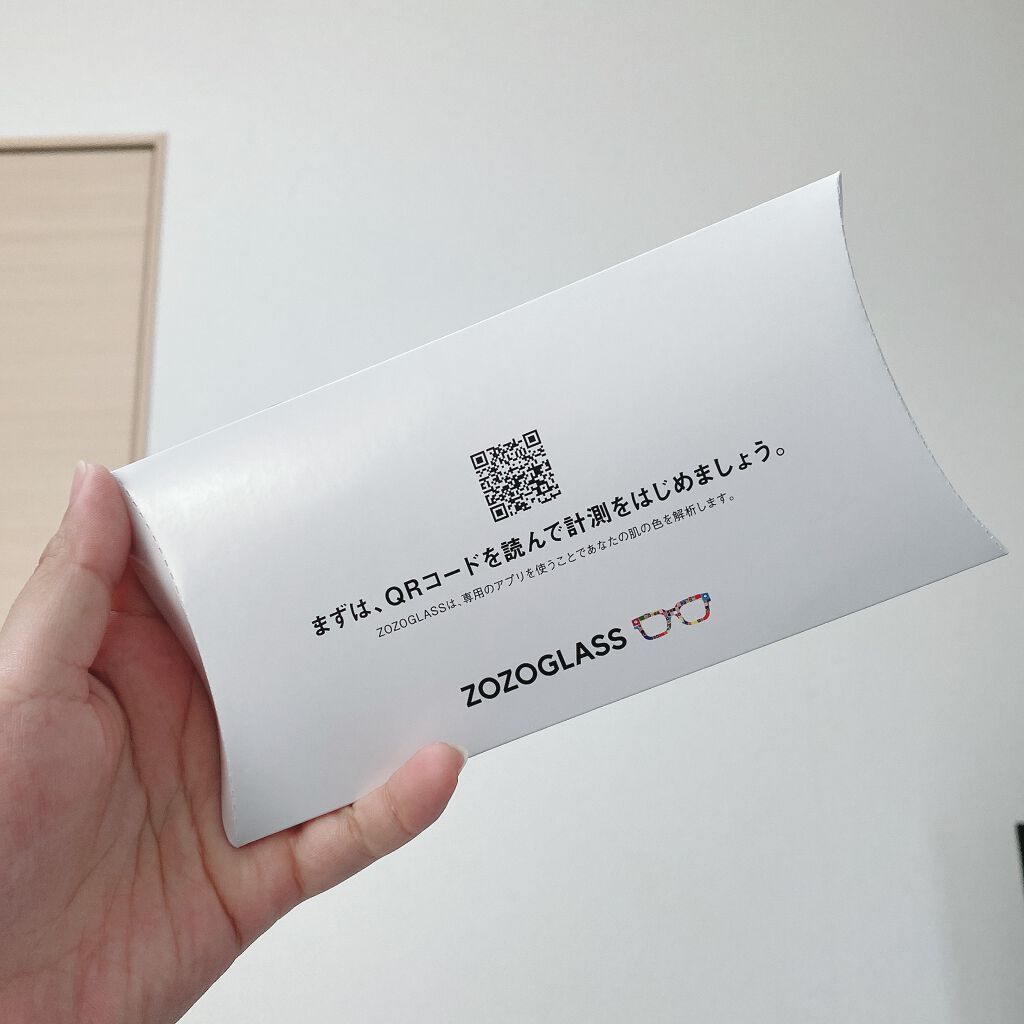 まずは、QRコードを読んで計測をはじめましょう。
ZOZOGLASSは、専用のアプリを使うことであなたの肌の色を解析します。
ZOZOGLASS